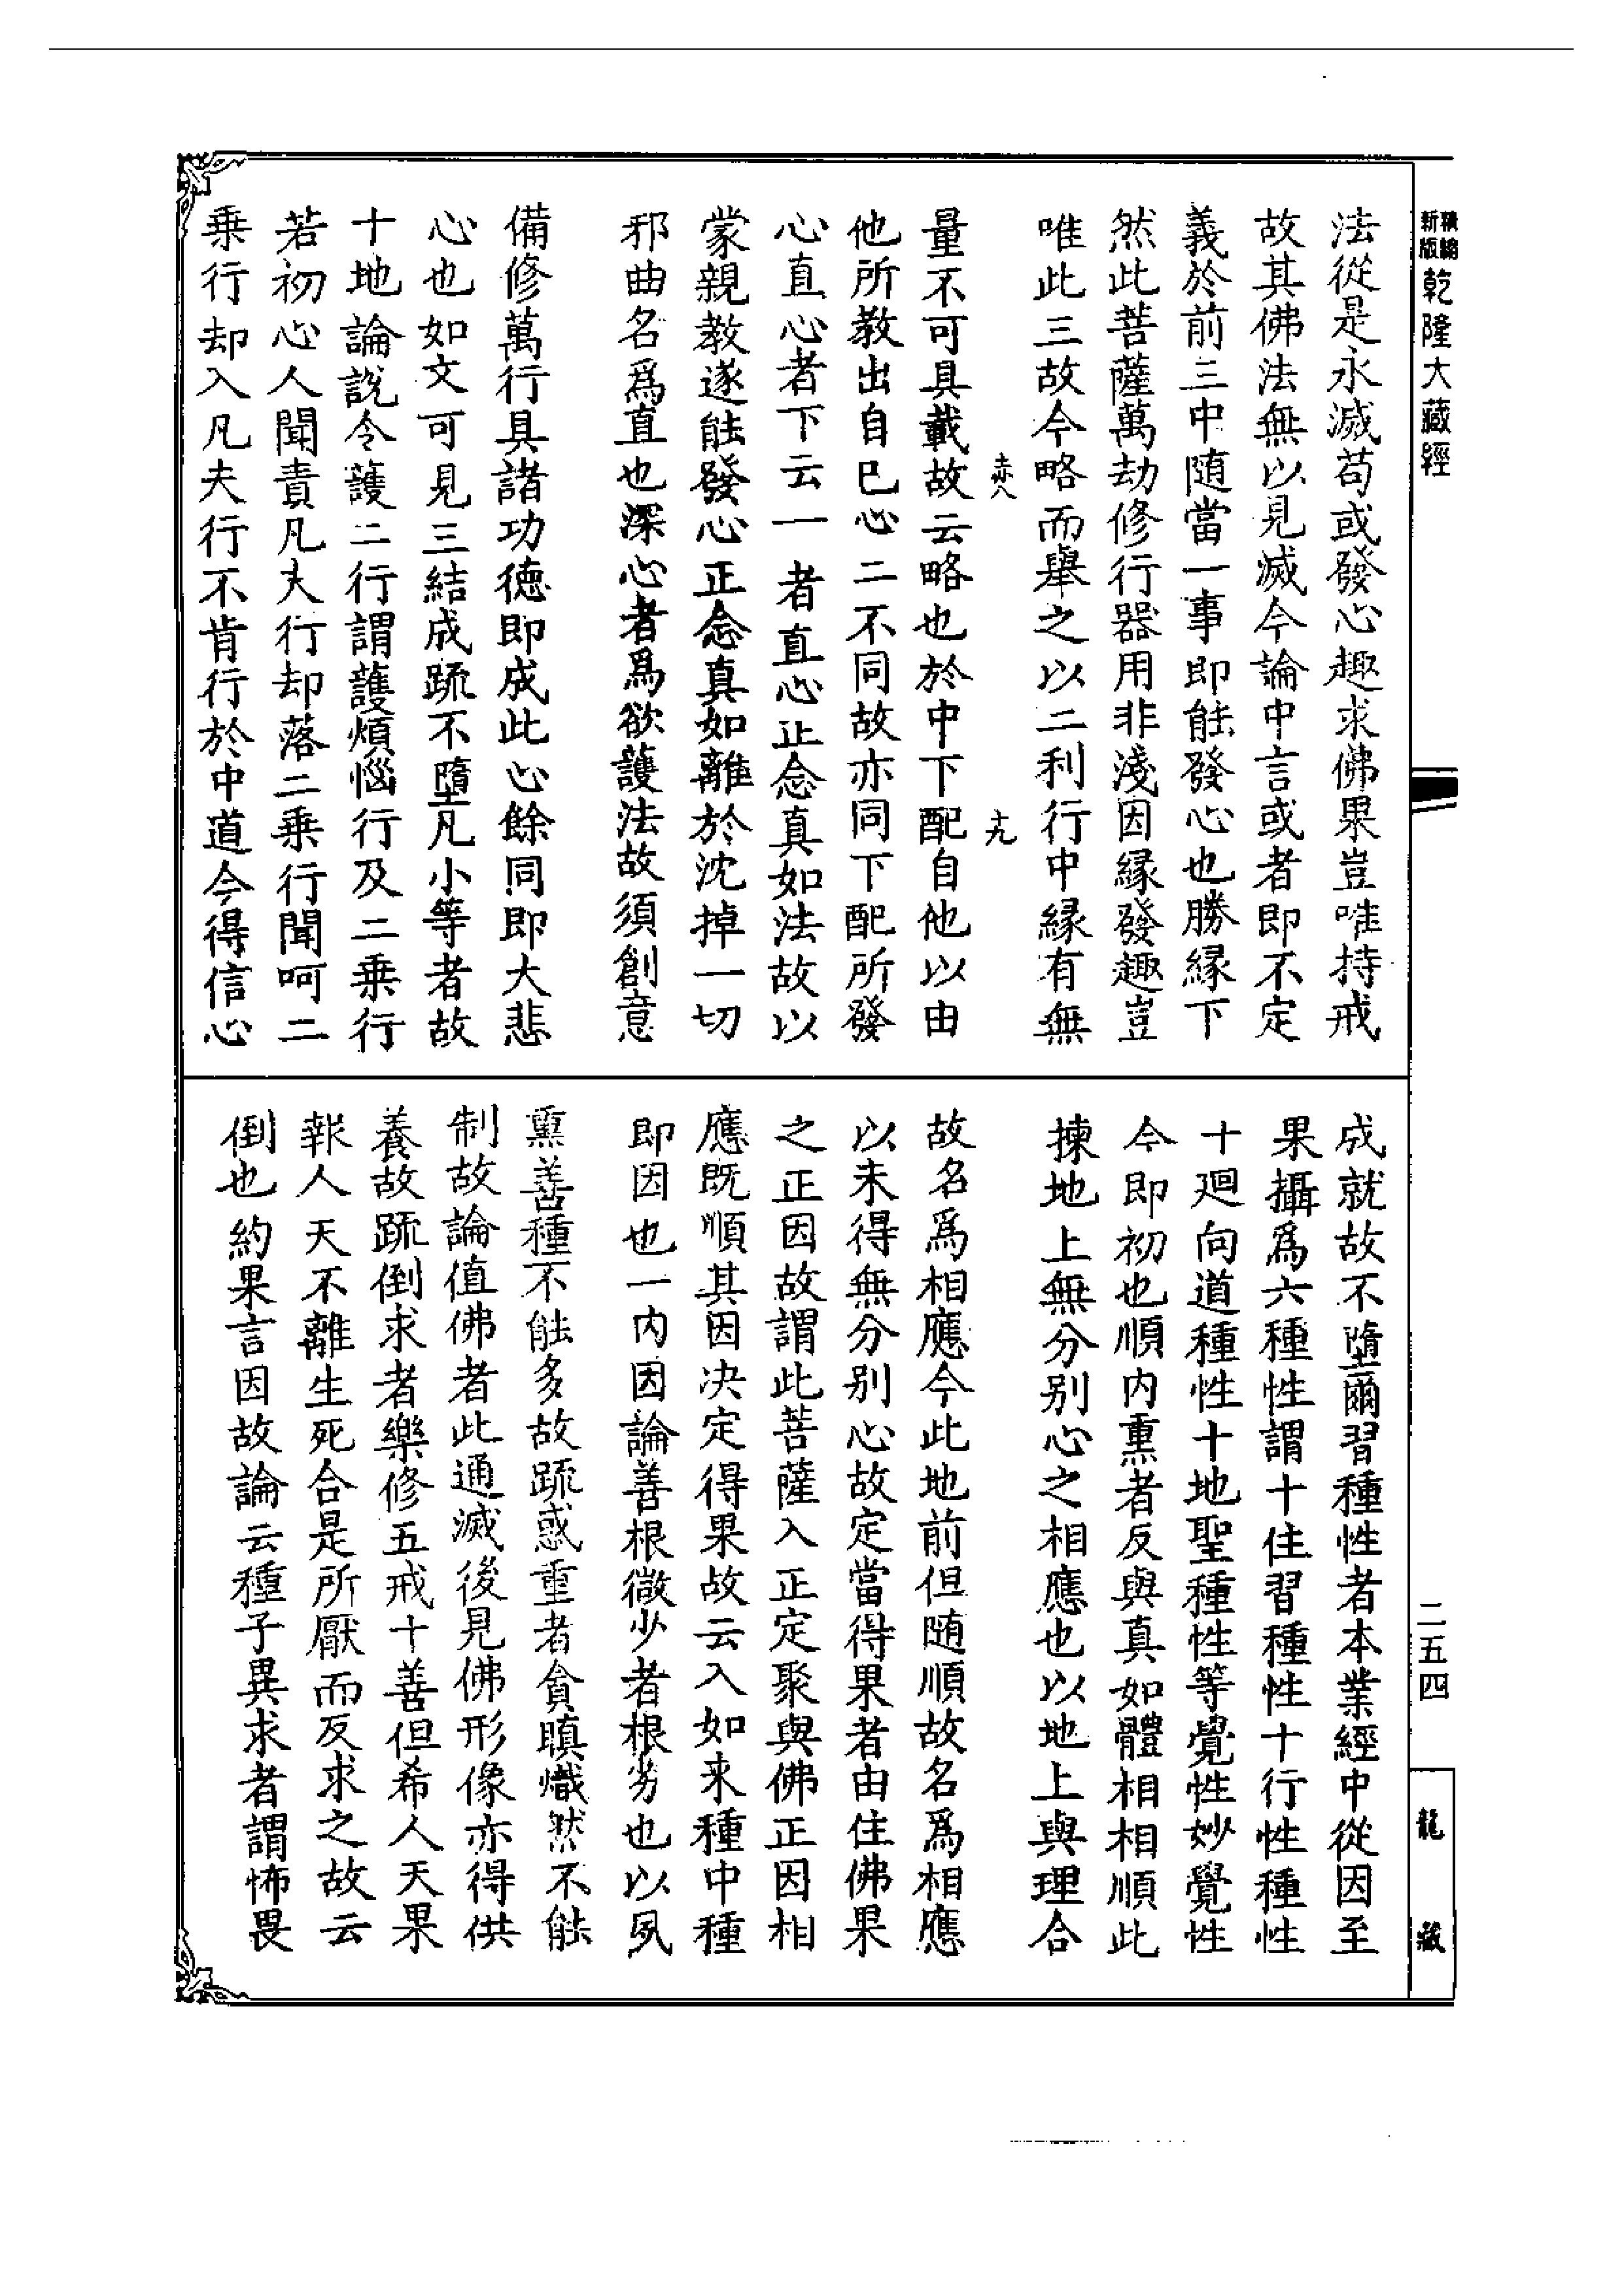 精縮
新版
乾隆大藏經
法從是永滅苟或發心趣求佛果豈唯持戒
故其佛法無以見滅今論中言或者即不定
義於前三中随當一事即能發心也勝縁下
然此菩薩萬劫修行器用非淺因縁發趣豈
唯此三故今略而舉之以二利行中縁有無
赤八
十九
量不可具載故云略也於中下配自他以由
他所教出自巳心二不同故亦同下配所發
心直心者下云一者直心正念真如法故以
蒙親教遂能發心正念真如離於沈掉一切
邪曲名爲直也深心者爲欲護法故須創意
備修萬行具諸功德即成此心餘同即大悲
心也如文可見三結成疏不墮凡小等者故
十地論說令護二行謂護煩惱行及二乗行
若初心人聞責凡夫行却落二乗行聞呵二
乗行却入凡夫行不肯行於中道今得信心
成就故不墮爾習種性者本業經中從因至
果攝爲六種性謂十住習種性十行性種性
十廻向道種性十地聖種性等覺性妙覺性
今即初也順内熏者反與真如體相相順此
揀地上無分别心之相應也以地上與理合
故名爲相應今此地前但随順故名爲相應
以未得無分别心故定當得果者由住佛果
之正因故謂此菩薩入正定聚與佛正因相
應既順其因决定得果故云入如来種中種
即因也一内因論善根微少者根劣也以夙
熏善種不能多故疏惑重者貪瞋熾然不能
制故論值佛者此通滅後見佛形像亦得供
養故疏倒求者樂修五戒十善但希人天果
報人天不離生死合是所厭而反求之故云
倒也約果言因故論云種子異求者謂怖畏
二五四
龍藏